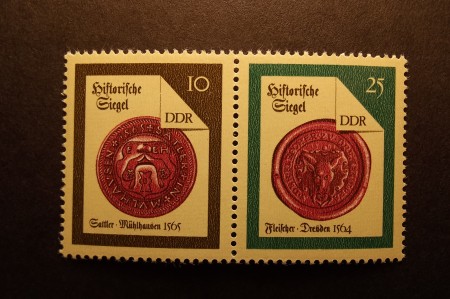 10
Historische
Siegel
DDR
Sattler · Mühlhausen 1565
25
Historische
Siegel
DDR
Fleischer · Dresden 1564